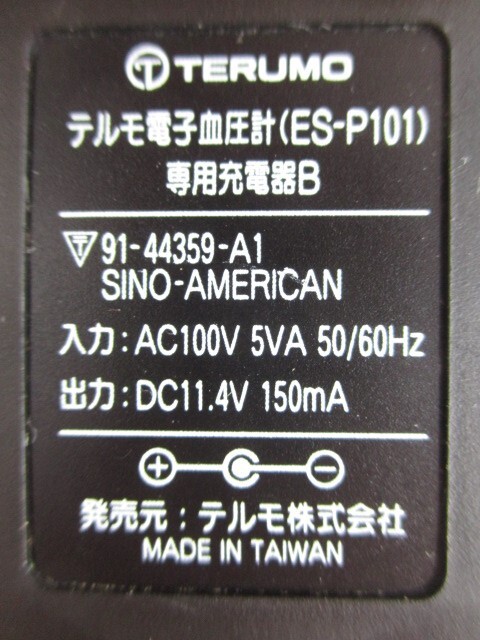 TERUMO
テルモ電子血圧計(ES-P101)
専用充電器B
91-44359-A1
SINO-AMERICAN
入力:AC100V 5VA 50/60Hz
出力:DC11.4V 150mA
発売元:テルモ株式会社
MADE IN TAIWAN